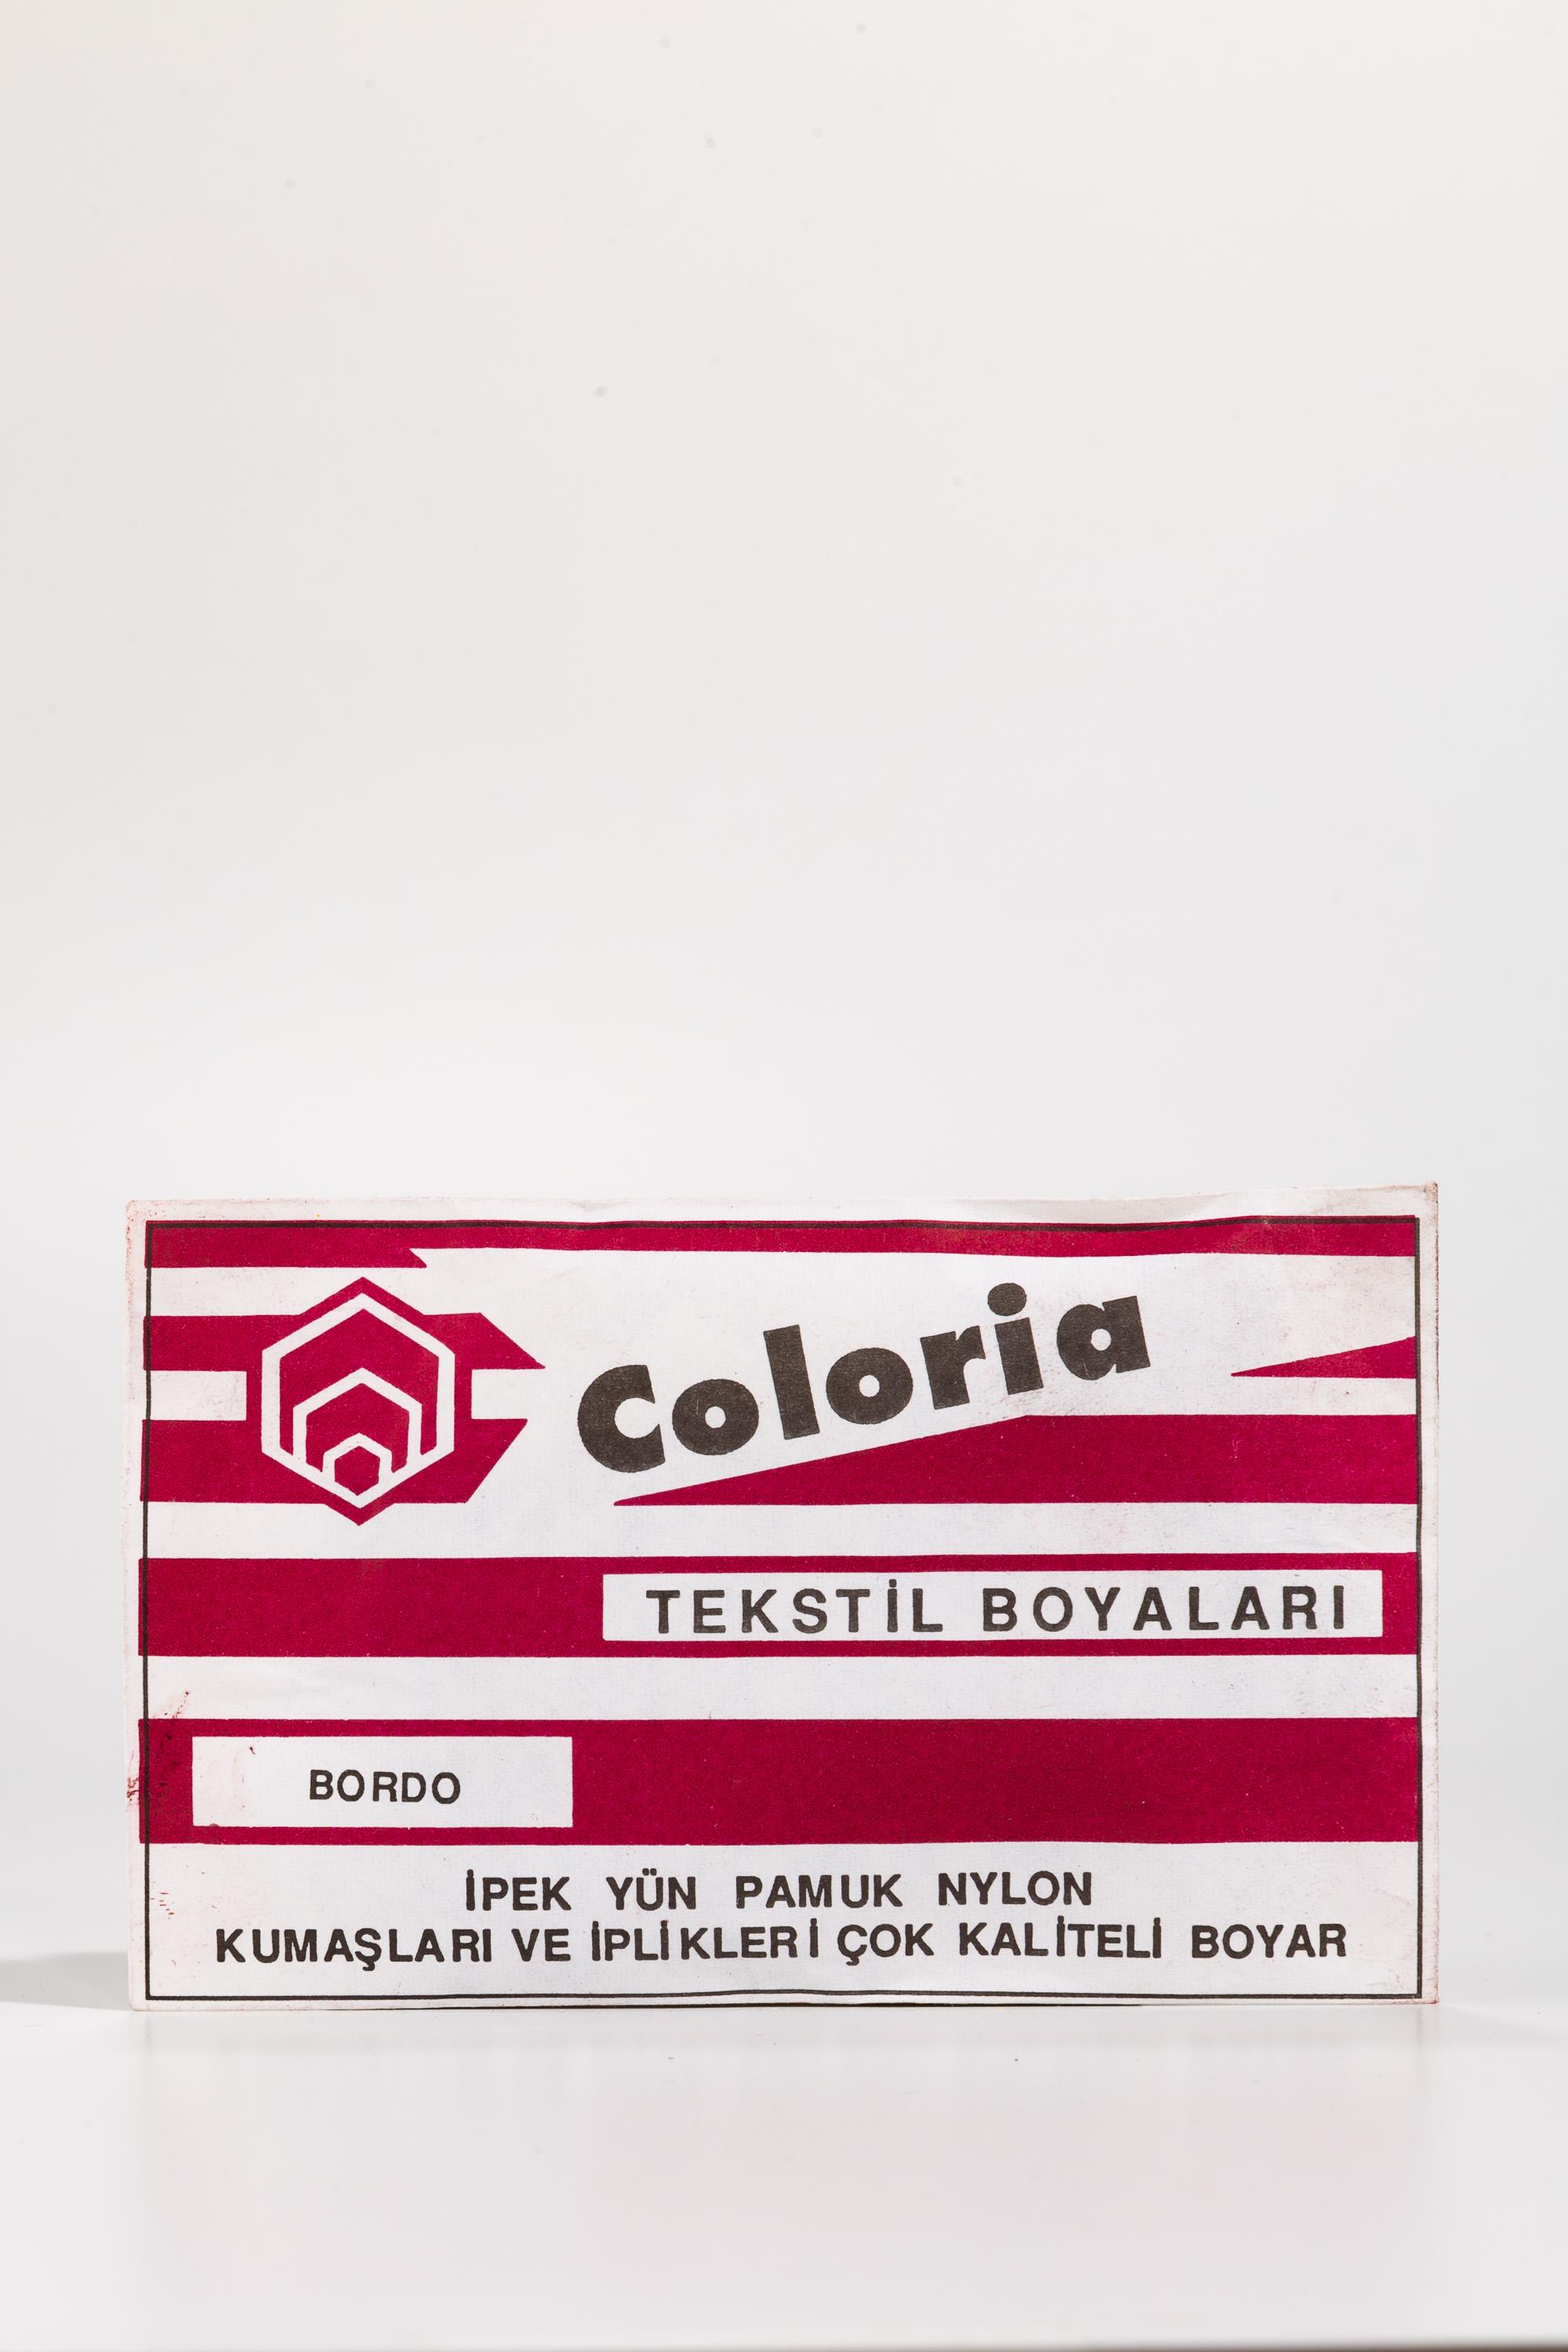 Coloria
TEKSTİL BOYALARI
BORDO
İPEK YÜN PAMUK NYLON
KUMAŞLARI VE İPLİKLERİ ÇOK KALİTELİ BOYAR